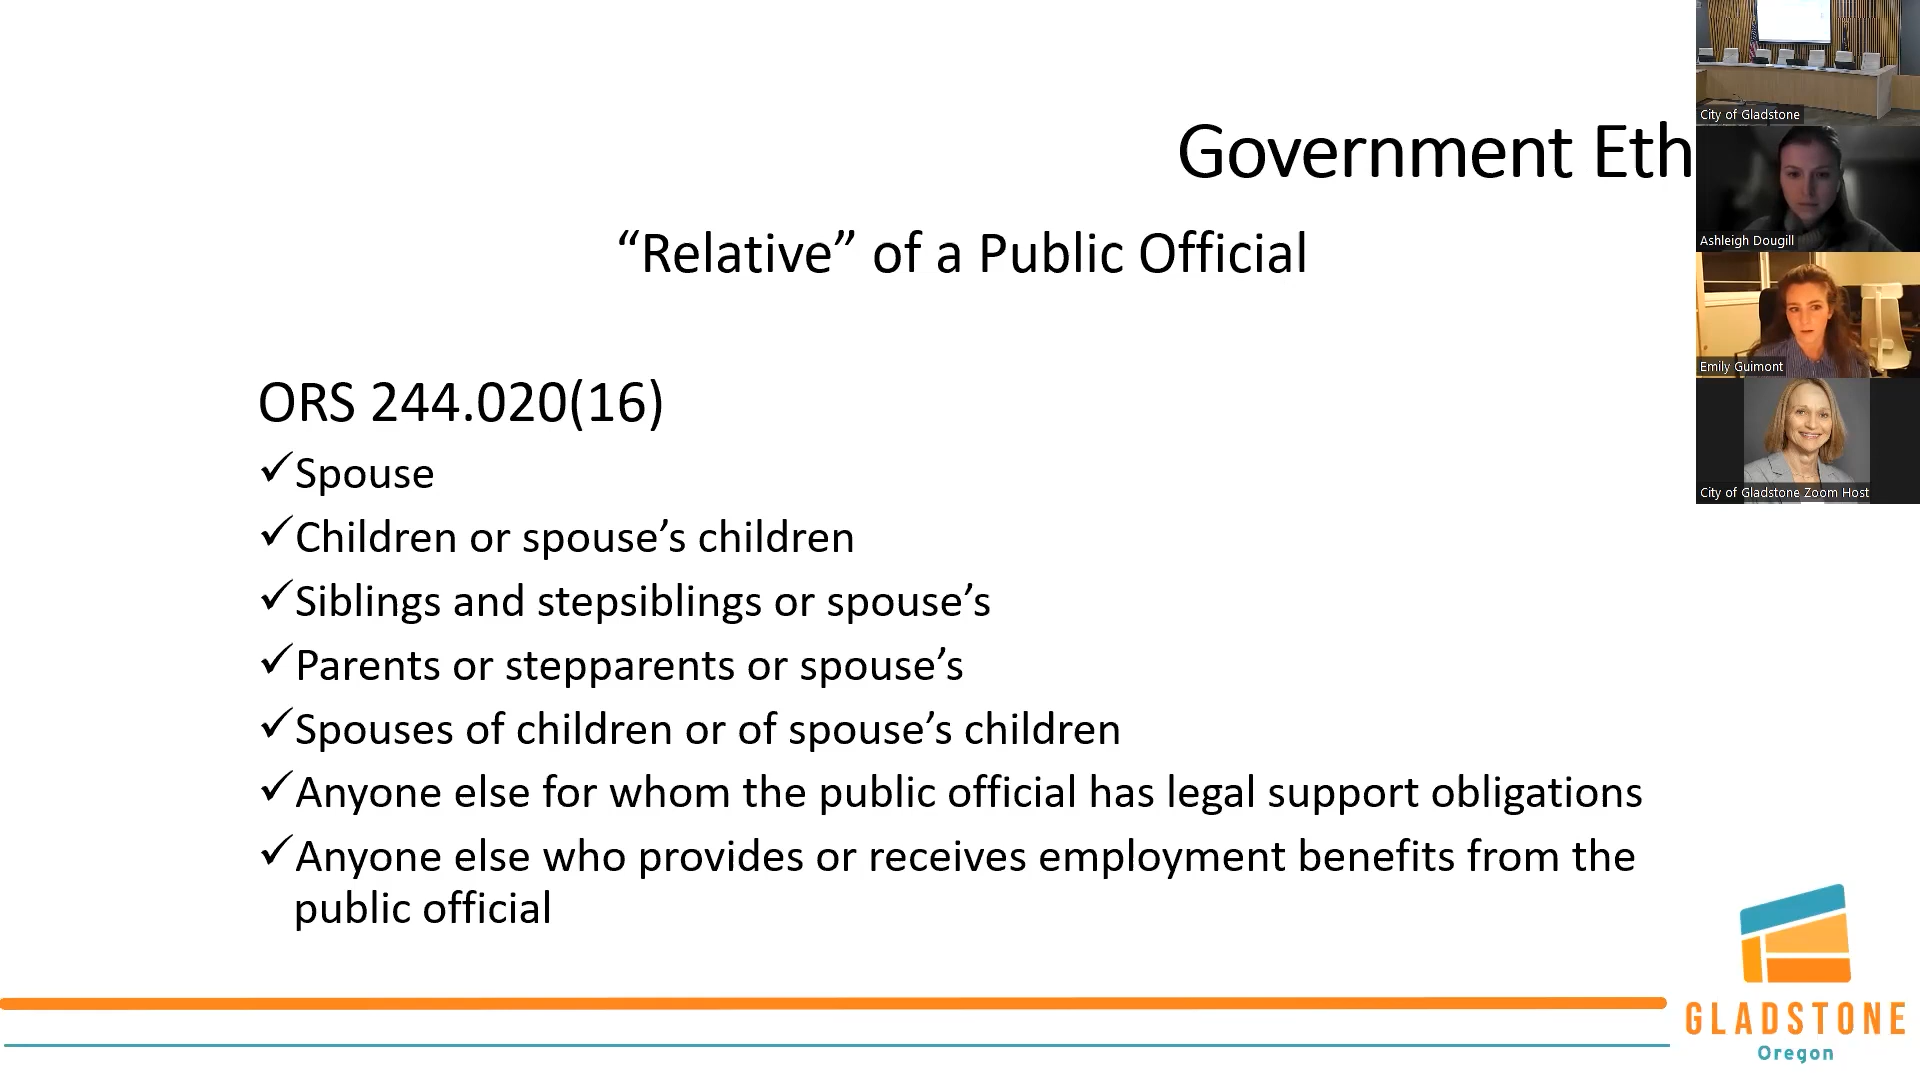 Government Eth
"Relative" of a Public Official
ORS 244.020(16)
✓Spouse
✓Children or spouse's children
✓Siblings and stepsiblings or spouse's
✓Parents or stepparents or spouse's
✓Spouses of children or of spouse's children
✓Anyone else for whom the public official has legal support obligations
✓Anyone else who provides or receives employment benefits from the
public official
City of Gladstone
Ashleigh Dougill
Emily Guimont
City of Gladstone Zoom Host
GLADSTONE
Oregon